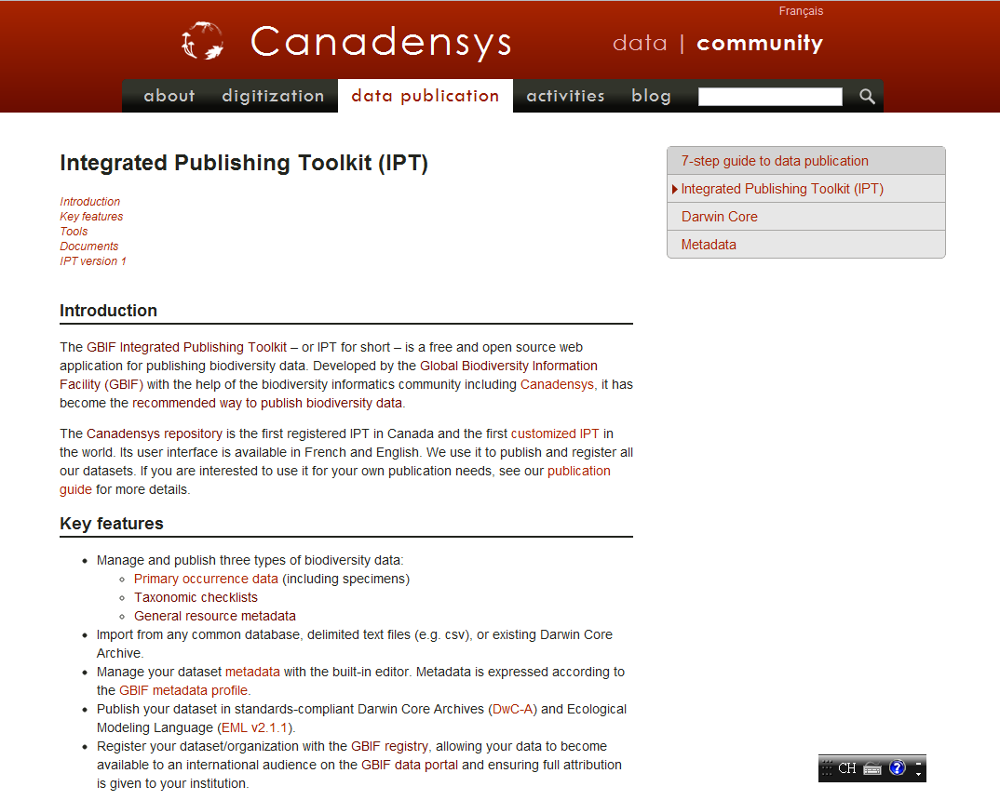 Français
Canadensys
data | community
about digitization data publication activities blog
Integrated Publishing Toolkit (IPT)
Introduction
Key features
Tools
Documents
IPT version 1
7-step guide to data publication
Integrated Publishing Toolkit (IPT)
Darwin Core
Metadata
Introduction
The GBIF Integrated Publishing Toolkit – or IPT for short – is a free and open source web
application for publishing biodiversity data. Developed by the Global Biodiversity Information
Facility (GBIF) with the help of the biodiversity informatics community including Canadensys, it has
become the recommended way to publish biodiversity data.
The Canadensys repository is the first registered IPT in Canada and the first customized IPT in
the world. Its user interface is available in French and English. We use it to publish and register all
our datasets. If you are interested to use it for your own publication needs, see our publication
guide for more details.
Key features
• Manage and publish three types of biodiversity data:
◦ Primary occurrence data (including specimens)
◦ Taxonomic checklists
◦ General resource metadata
• Import from any common database, delimited text files (e.g. csv), or existing Darwin Core
Archive.
• Manage your dataset metadata with the built-in editor. Metadata is expressed according to
the GBIF metadata profile.
• Publish your dataset in standards-compliant Darwin Core Archives (DwC-A) and Ecological
Modeling Language (EML v2.1.1).
• Register your dataset/organization with the GBIF registry, allowing your data to become
available to an international audience on the GBIF data portal and ensuring full attribution
is given to your institution.
CH ?